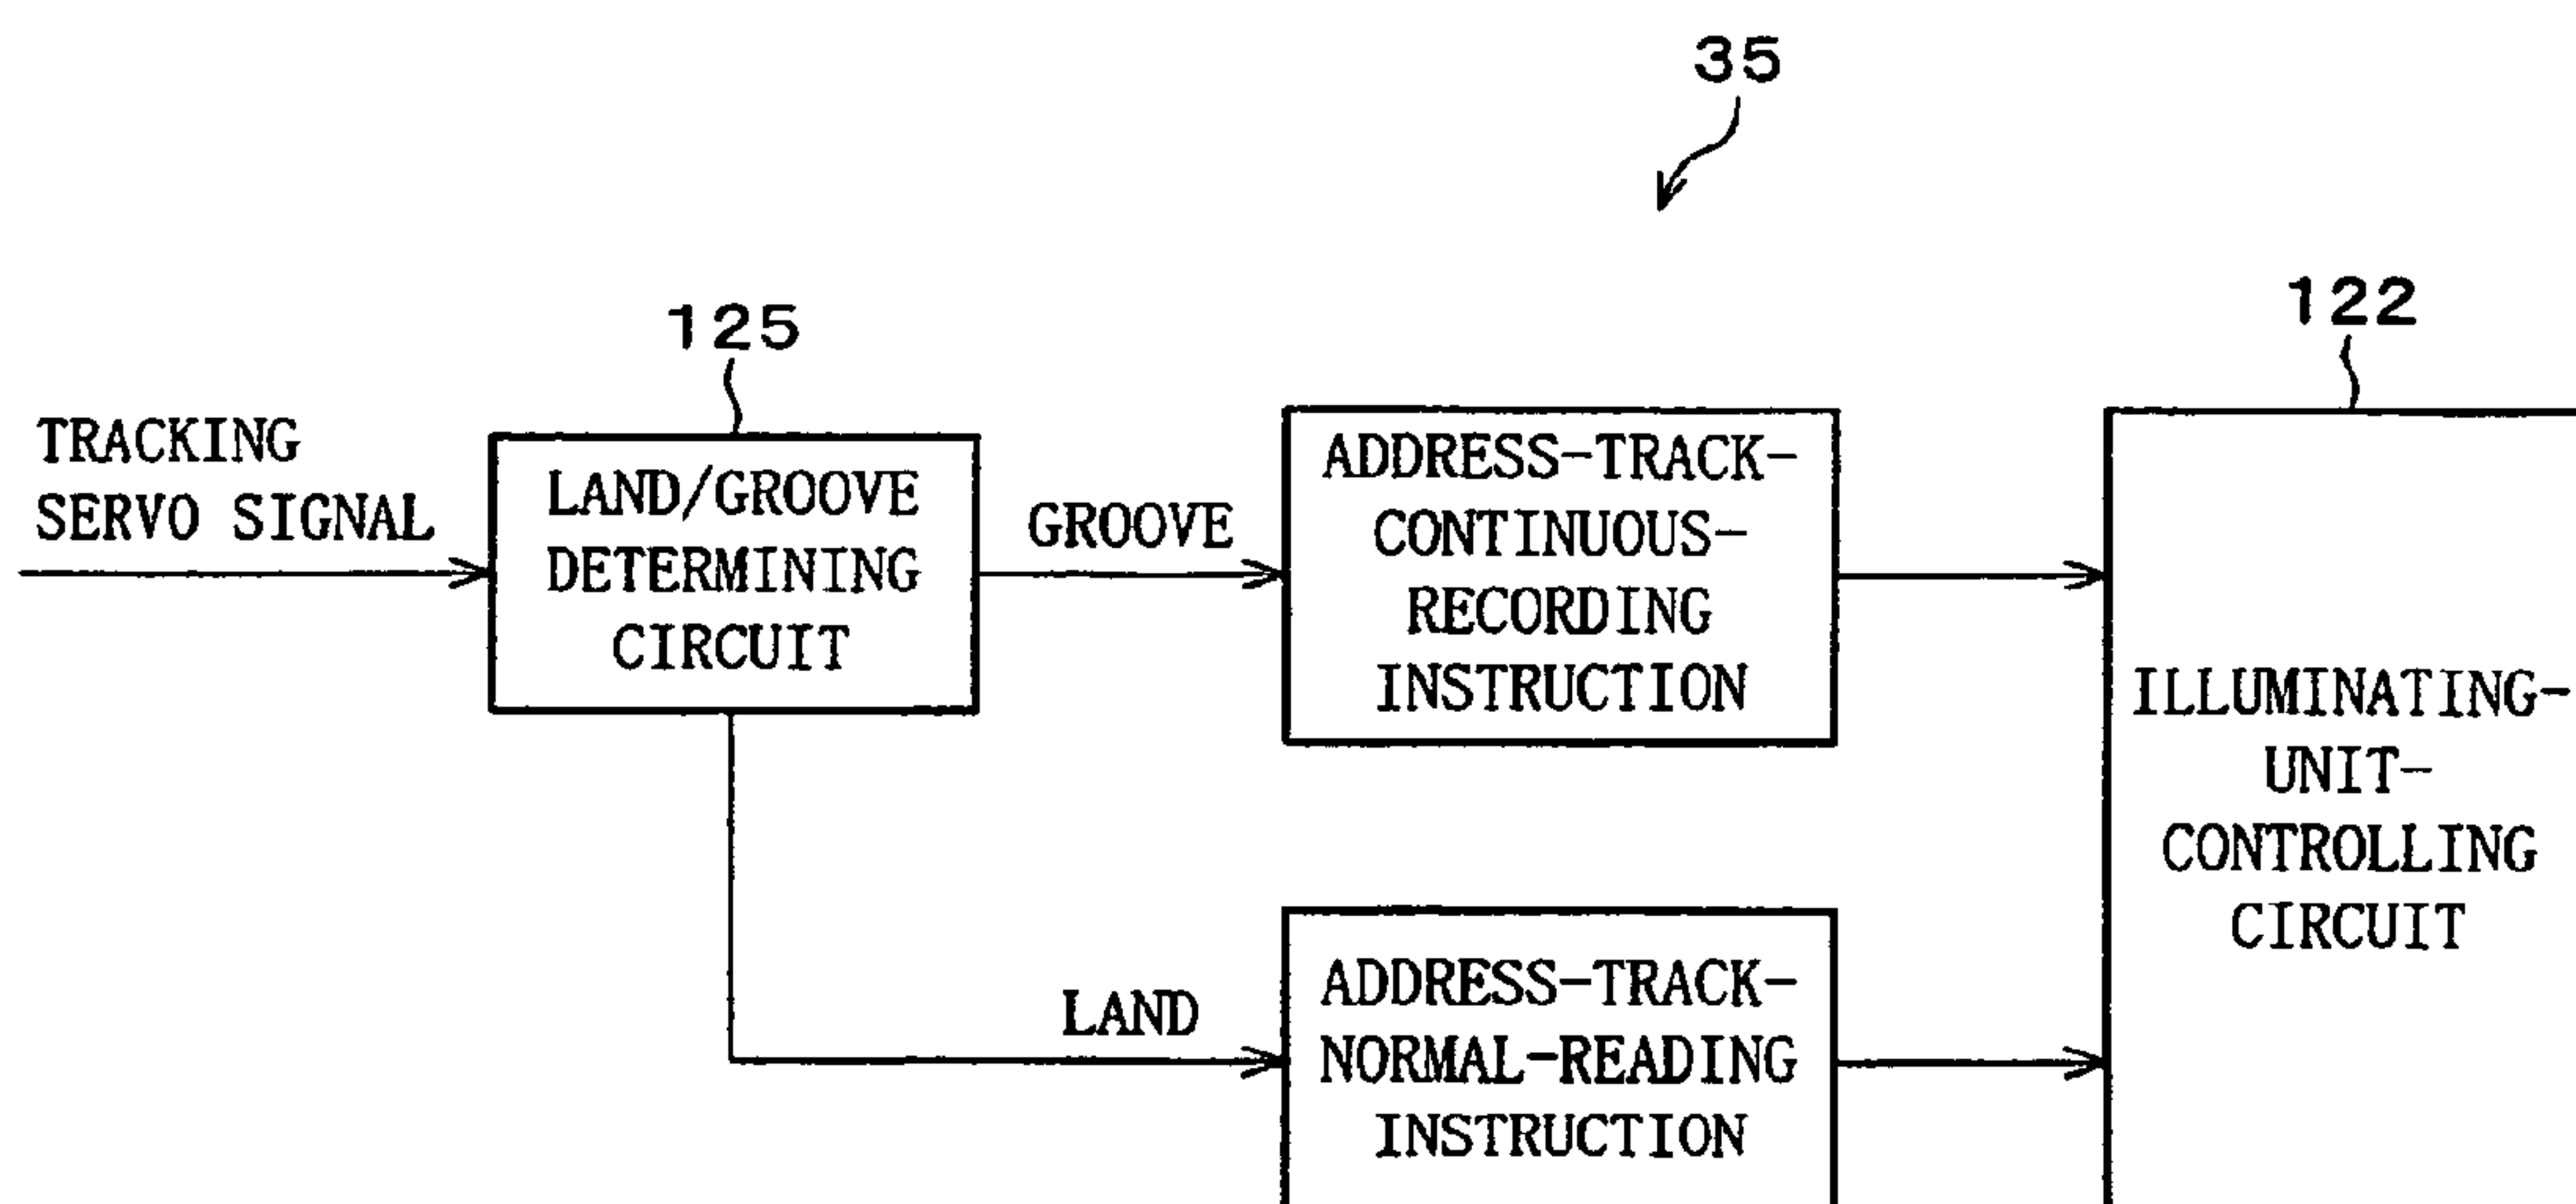 35
125
122
TRACKING
SERVO SIGNAL
LAND/GROOVE
DETERMINING
CIRCUIT
GROOVE
ADDRESS-TRACK-
CONTINUOUS-
RECORDING
INSTRUCTION
ILLUMINATING-
UNIT-
CONTROLLING
CIRCUIT
LAND
ADDRESS-TRACK-
NORMAL-READING
INSTRUCTION